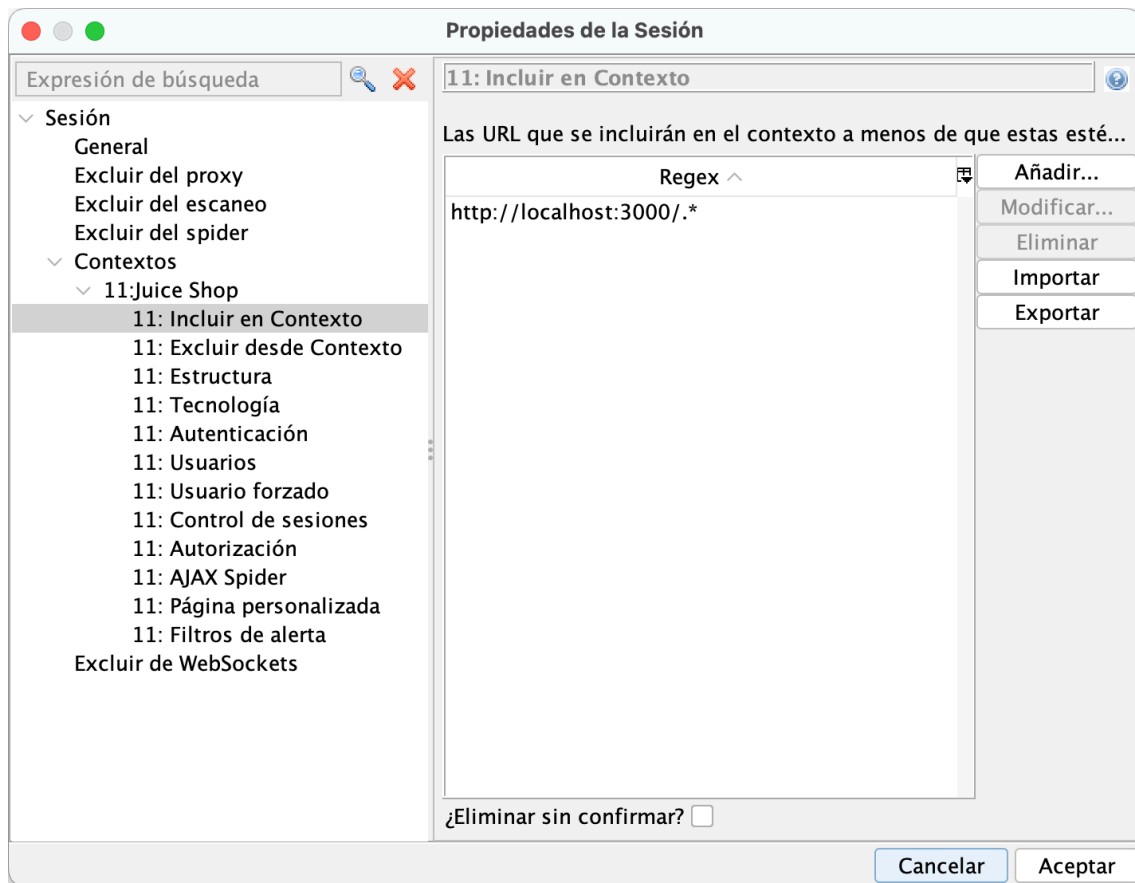 Propiedades de la Sesión
Expresión de búsqueda
Sesión
General
Excluir del proxy
Excluir del escaneo
Excluir del spider
Contextos
11:Juice Shop
11: Incluir en Contexto
11: Excluir desde Contexto
11: Estructura
11: Tecnología
11: Autenticación
11: Usuarios
11: Usuario forzado
11: Control de sesiones
11: Autorización
11: AJAX Spider
11: Página personalizada
11: Filtros de alerta
Excluir de WebSockets
11: Incluir en Contexto
Las URL que se incluirán en el contexto a menos de que estas esté...
Regex
http://localhost:3000/.*
Añadir...
Modificar...
Eliminar
Importar
Exportar
¿Eliminar sin confirmar?
Cancelar
Aceptar